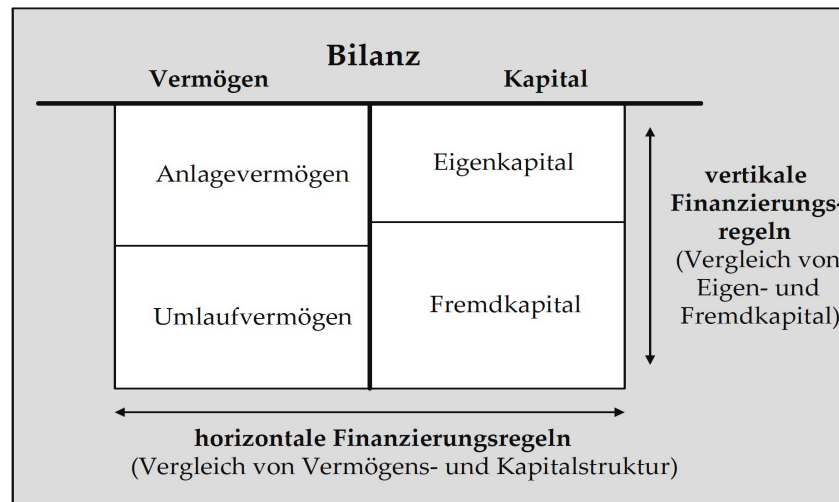 Bilanz
Vermögen
Kapital
Anlagevermögen
Umlaufvermögen
Eigenkapital
Fremdkapital
vertikale
Finanzierungs-
regeln
(Vergleich von
Eigen- und
Fremdkapital)
horizontale Finanzierungsregeln
(Vergleich von Vermögens- und Kapitalstruktur)